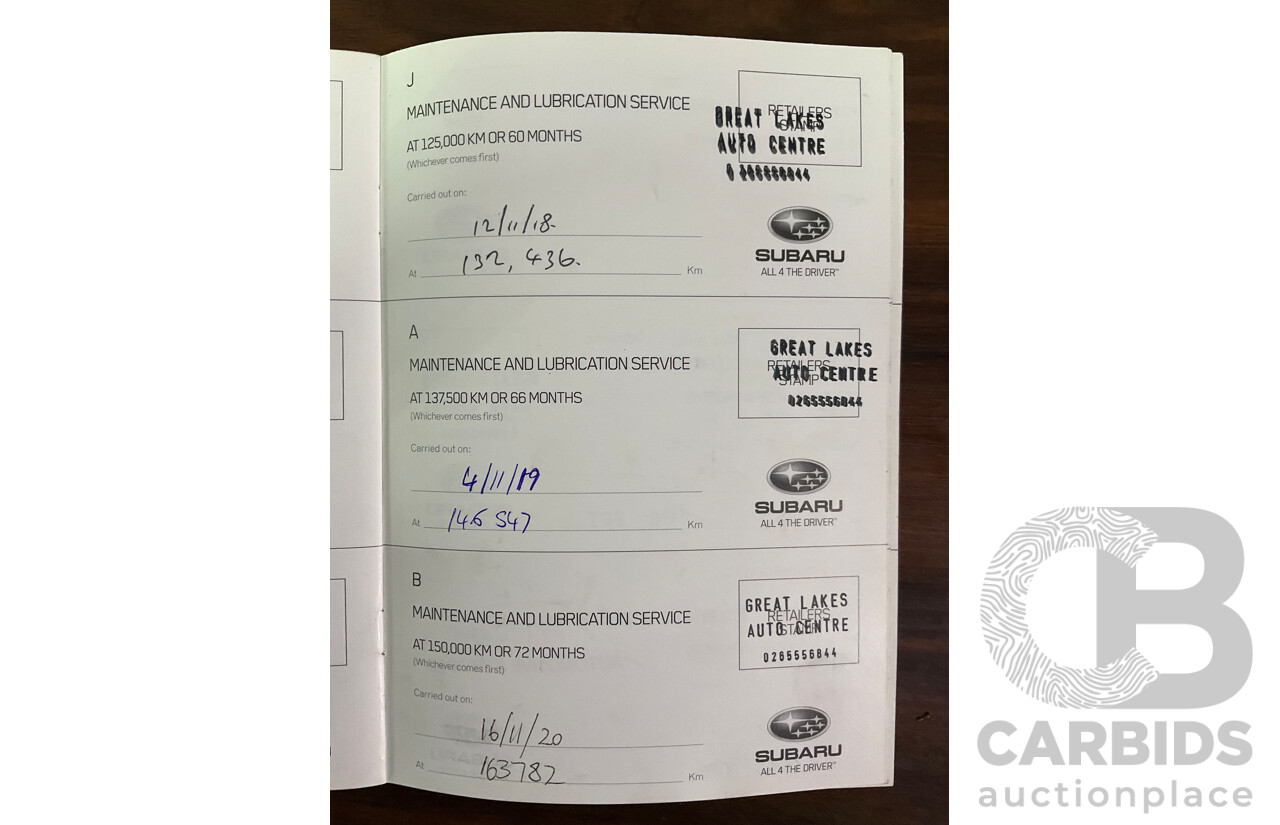 J
MAINTENANCE AND LUBRICATION SERVICE
AT 125,000 KM OR 60 MONTHS
(Whichever comes first)
Carried out on:
12/11/18.
At 132,436. Km
RETAILERS
STAMP
GREAT LAKES
AUTO CENTRE
SUBARU
ALL 4 THE DRIVER™
A
MAINTENANCE AND LUBRICATION SERVICE
AT 137,500 KM OR 66 MONTHS
(Whichever comes first)
Carried out on:
4/11/19
At 146 547 Km
RETAILERS
STAMP
GREAT LAKES
AUTO CENTRE
0265556844
SUBARU
ALL 4 THE DRIVER™
B
MAINTENANCE AND LUBRICATION SERVICE
AT 150,000 KM OR 72 MONTHS
(Whichever comes first)
Carried out on:
16/11/20
At 163782 Km
RETAILERS
STAMP
GREAT LAKES
AUTO CENTRE
0265556844
SUBARU
ALL 4 THE DRIVER™
CB
CARBIDS
auctionplace